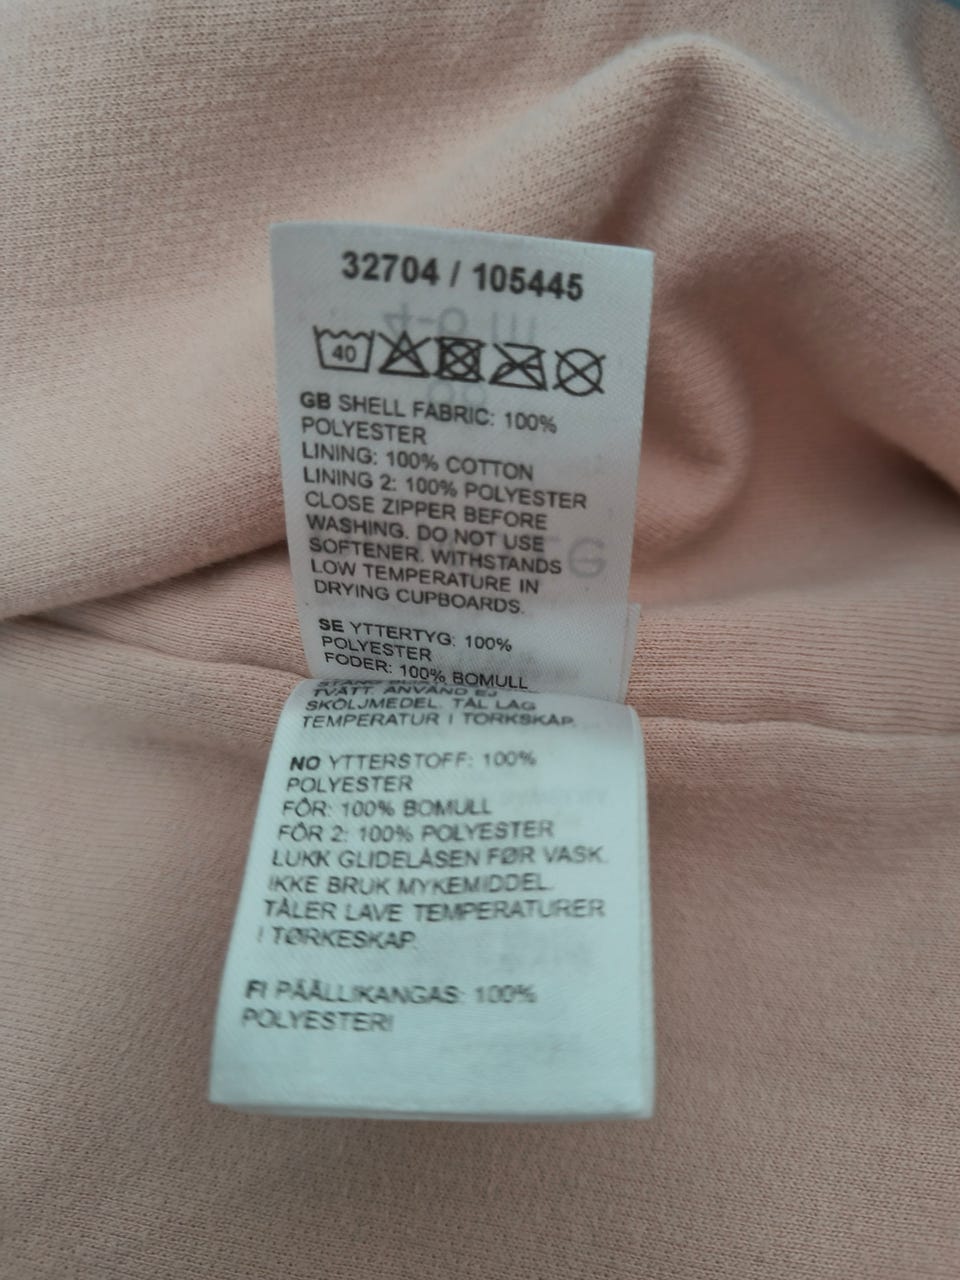 32704 / 105445
40
GB SHELL FABRIC: 100%
POLYESTER
LINING: 100% COTTON
LINING 2: 100% POLYESTER
CLOSE ZIPPER BEFORE
WASHING. DO NOT USE
SOFTENER. WITHSTANDS
LOW TEMPERATURE IN
DRYING CUPBOARDS.
SE YTTERTYG: 100%
POLYESTER
FODER: 100% BOMULL
TVÄTT. ANVÄND EJ
SKÖLJMEDEL. TÅL LÅG
TEMPERATUR I TORKSKÅP.
NO YTTERSTOFF: 100%
POLYESTER
FÔR: 100% BOMULL
FÔR 2: 100% POLYESTER
LUKK GLIDELÅSEN FØR VASK.
IKKE BRUK MYKEMIDDEL.
TÅLER LAVE TEMPERATURER
I TØRKESKAP.
FI PÄÄLLIKANGAS: 100%
POLYESTERI